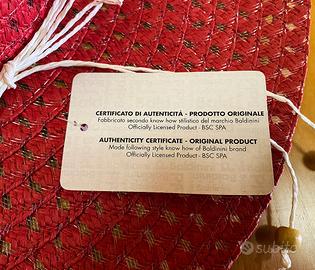 CERTIFICATO DI AUTENTICITÀ - PRODOTTO ORIGINALE
Fabbricato secondo know how stilistico del marchio Baldinini
Officially Licensed Product - BSC SPA
AUTHENTICITY CERTIFICATE - ORIGINAL PRODUCT
Made following style know how of Baldinini brand
Officially Licensed Product - BSC SPA
subito